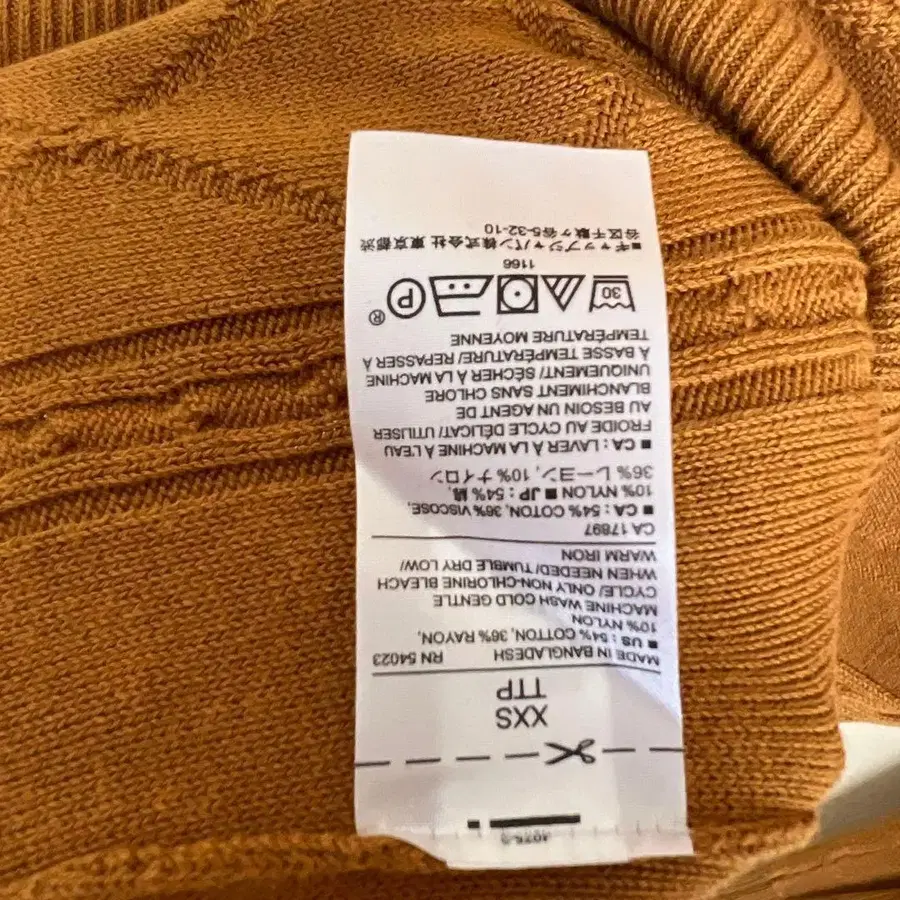 XXS
TTP
MADE IN BANGLADESH RN 54023
■ US : 54% COTTON, 36% RAYON,
10% NYLON
MACHINE WASH COLD GENTLE
CYCLE/ ONLY NON-CHLORINE BLEACH
WHEN NEEDED/ TUMBLE DRY LOW/
WARM IRON
CA 17897
■ CA : 54% COTON, 36% VISCOSE,
10% NYLON ■ JP : 54% 綿,
36% レーヨン, 10% ナイロン
■ CA : LAVER À LA MACHINE À L'EAU
FROIDE AU CYCLE DÉLICAT/ UTILISER
AU BESOIN UN AGENT DE
BLANCHIMENT SANS CHLORE
UNIQUEMENT/ SÉCHER À LA MACHINE
À BASSE TEMPÉRATURE/ REPASSER À
TEMPÉRATURE MOYENNE
30 P ®
1166
■ギャップジャパン株式会社 東京都渋
谷区千駄ヶ谷5-32-10